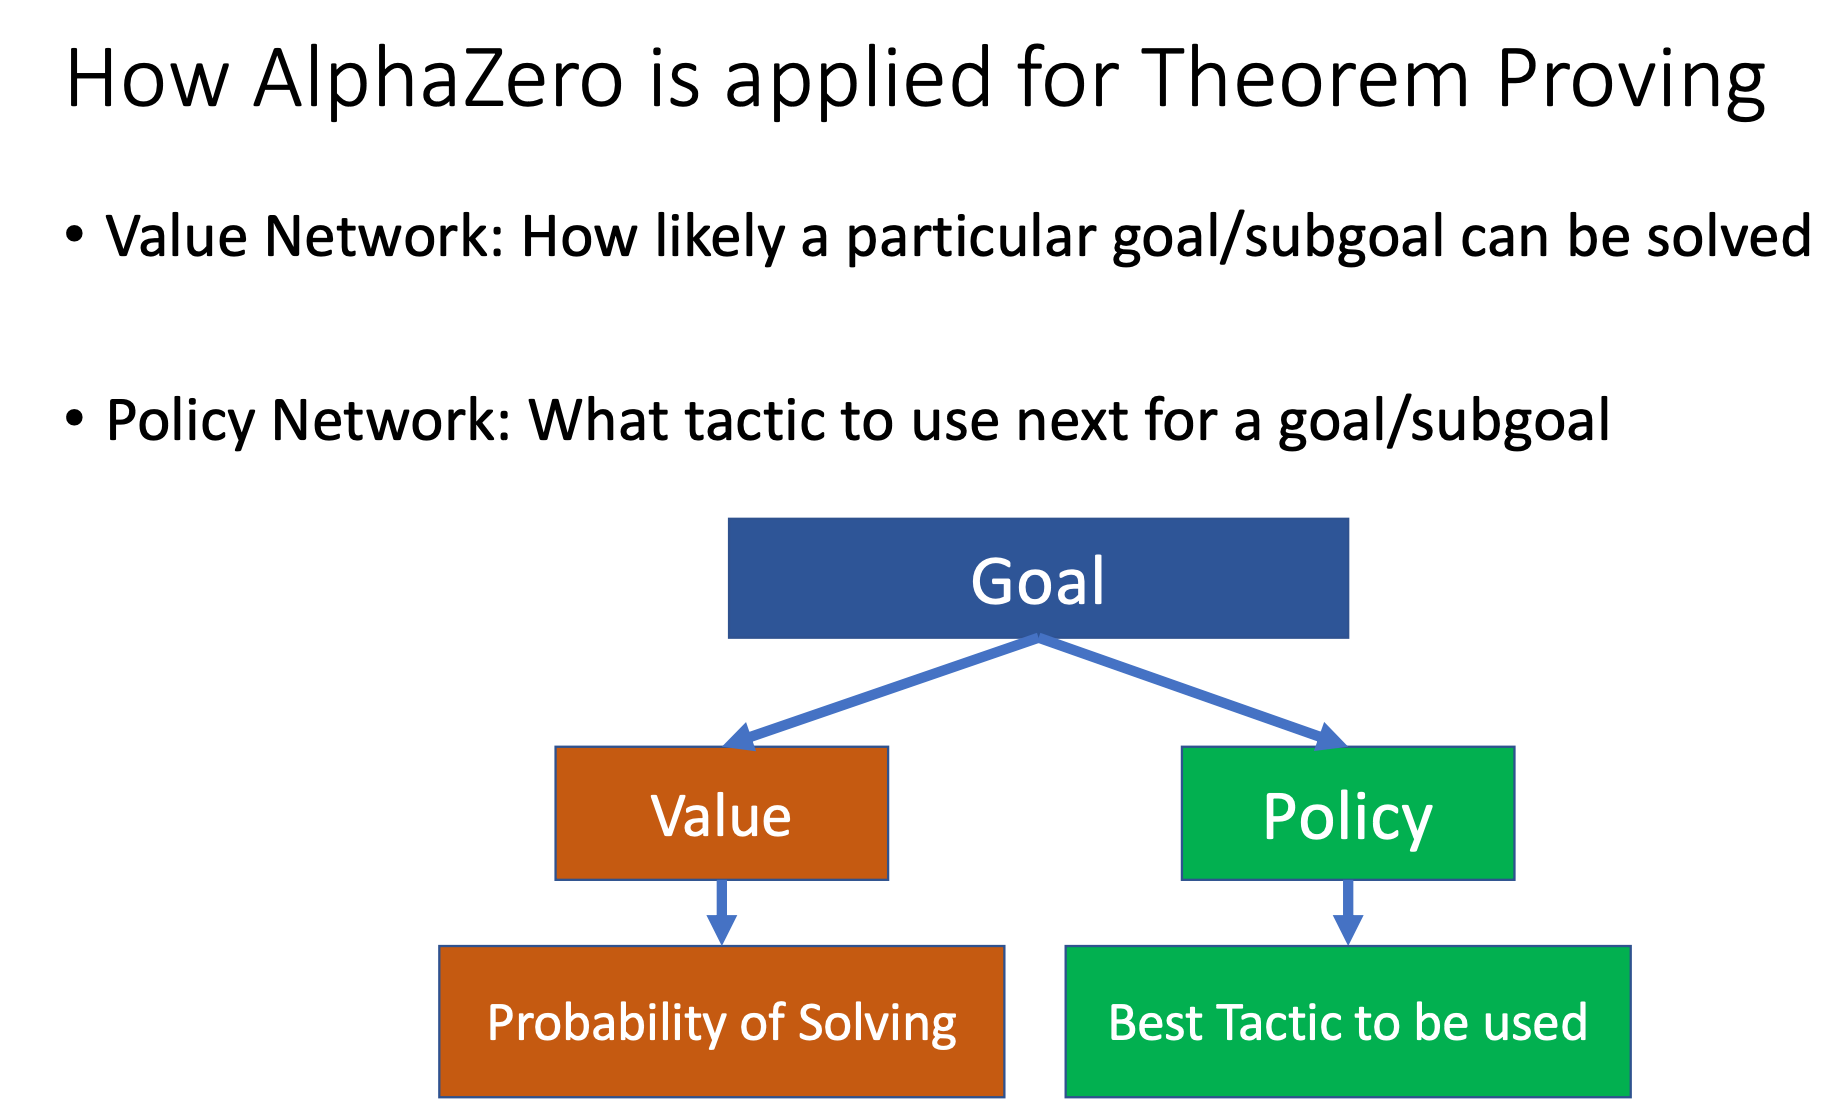 How AlphaZero is applied for Theorem Proving
• Value Network: How likely a particular goal/subgoal can be solved
• Policy Network: What tactic to use next for a goal/subgoal
Goal
Value
Policy
Probability of Solving
Best Tactic to be used